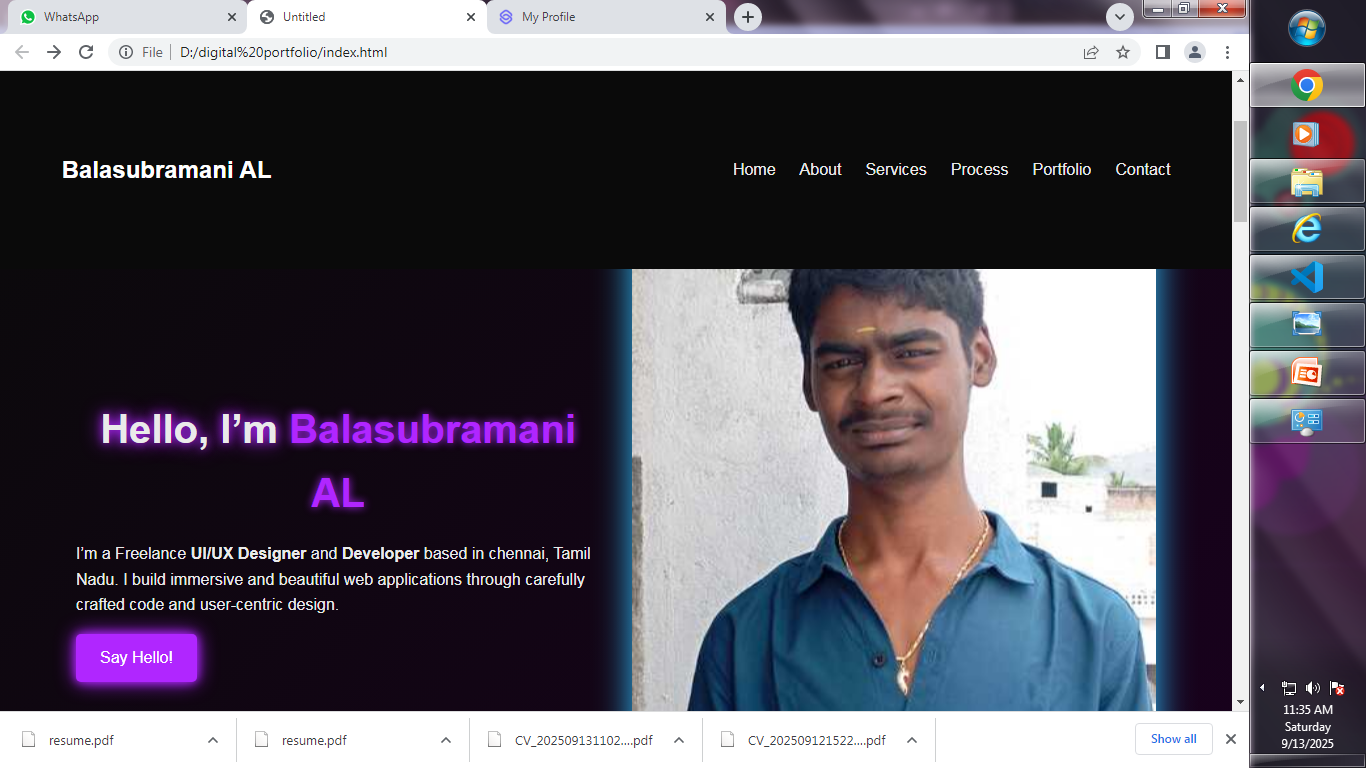 WhatsApp
Untitled
My Profile
File
D:/digital%20portfolio/index.html
Balasubramani AL
Home About Services Process Portfolio Contact
Hello, I’m Balasubramani
AL
I’m a Freelance UI/UX Designer and Developer based in chennai, Tamil
Nadu. I build immersive and beautiful web applications through carefully
crafted code and user-centric design.
Say Hello!
resume.pdf
resume.pdf
CV_202509131102....pdf
CV_202509121522....pdf
Show all
11:35 AM
Saturday
9/13/2025